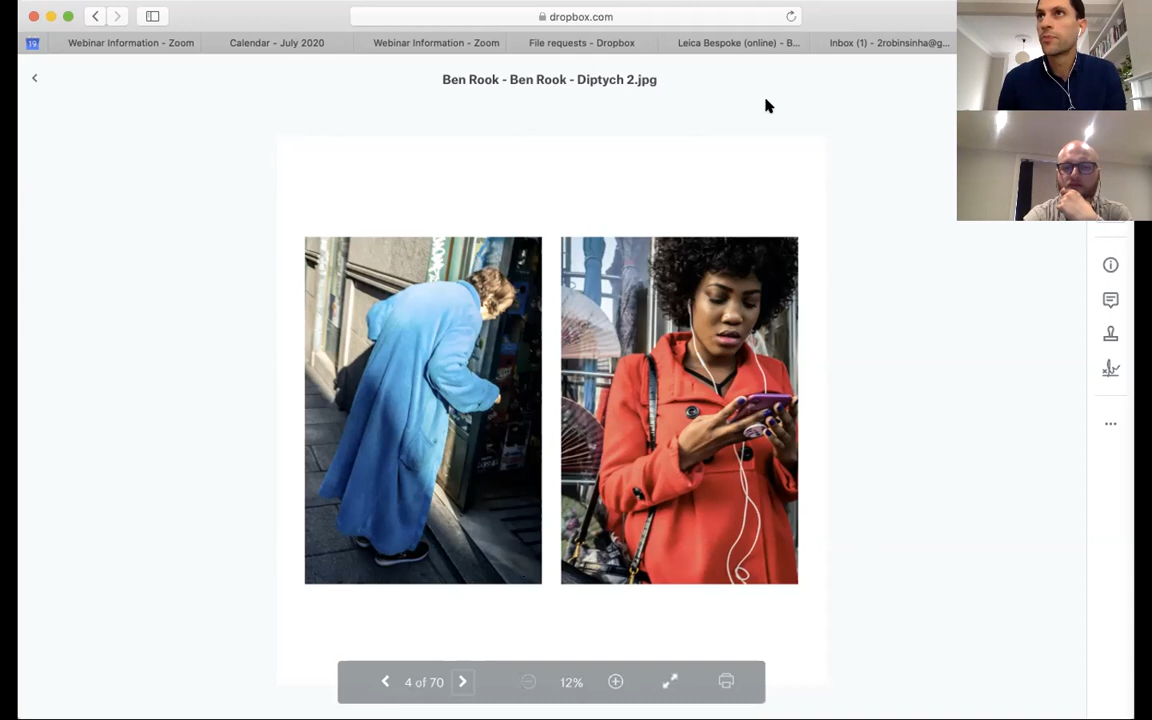 dropbox.com
19
Webinar Information - Zoom
Calendar - July 2020
Webinar Information - Zoom
File requests - Dropbox
Leica Bespoke (online) - B...
Inbox (1) - 2robinsinha@g...
Ben Rook - Ben Rook - Diptych 2.jpg
4 of 70
12%